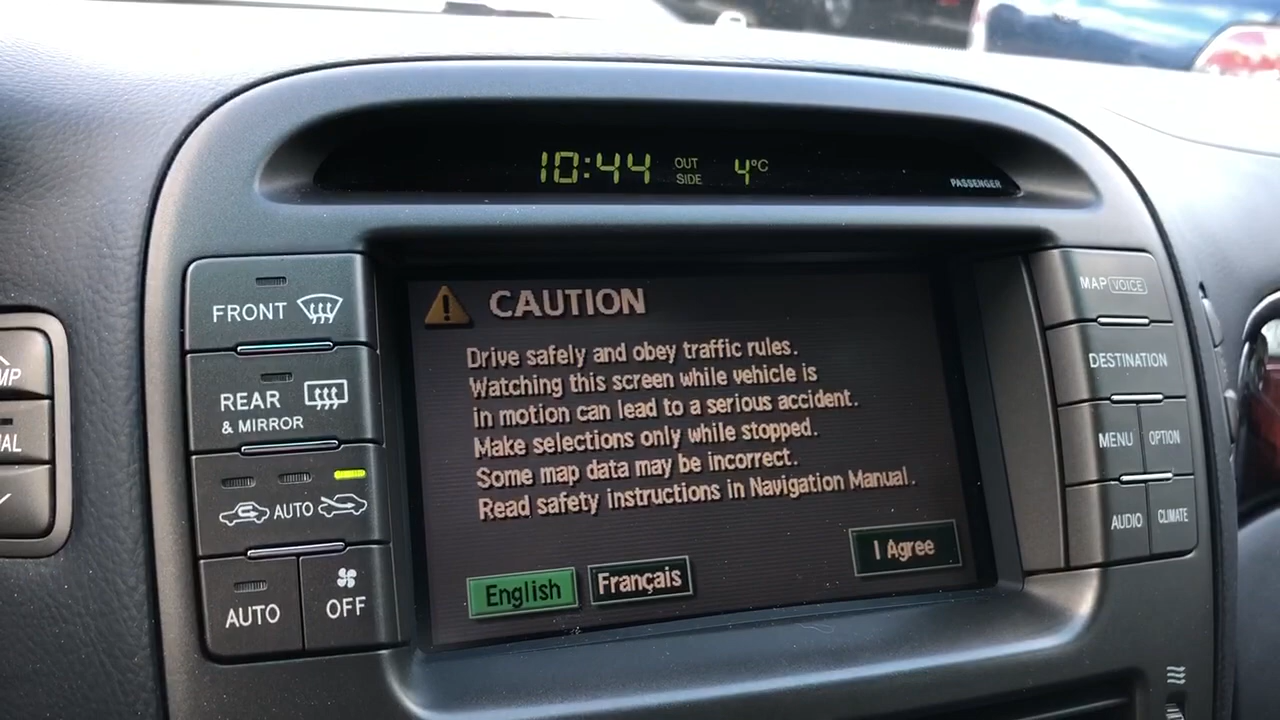 10:44 OUT SIDE 4°C
PASSENGER
FRONT
REAR
& MIRROR
AUTO
AUTO
OFF
CAUTION
Drive safely and obey traffic rules.
Watching this screen while vehicle is
in motion can lead to a serious accident.
Make selections only while stopped.
Some map data may be incorrect.
Read safety instructions in Navigation Manual.
I Agree
English Français
MAP VOICE
DESTINATION
MENU OPTION
AUDIO CLIMATE